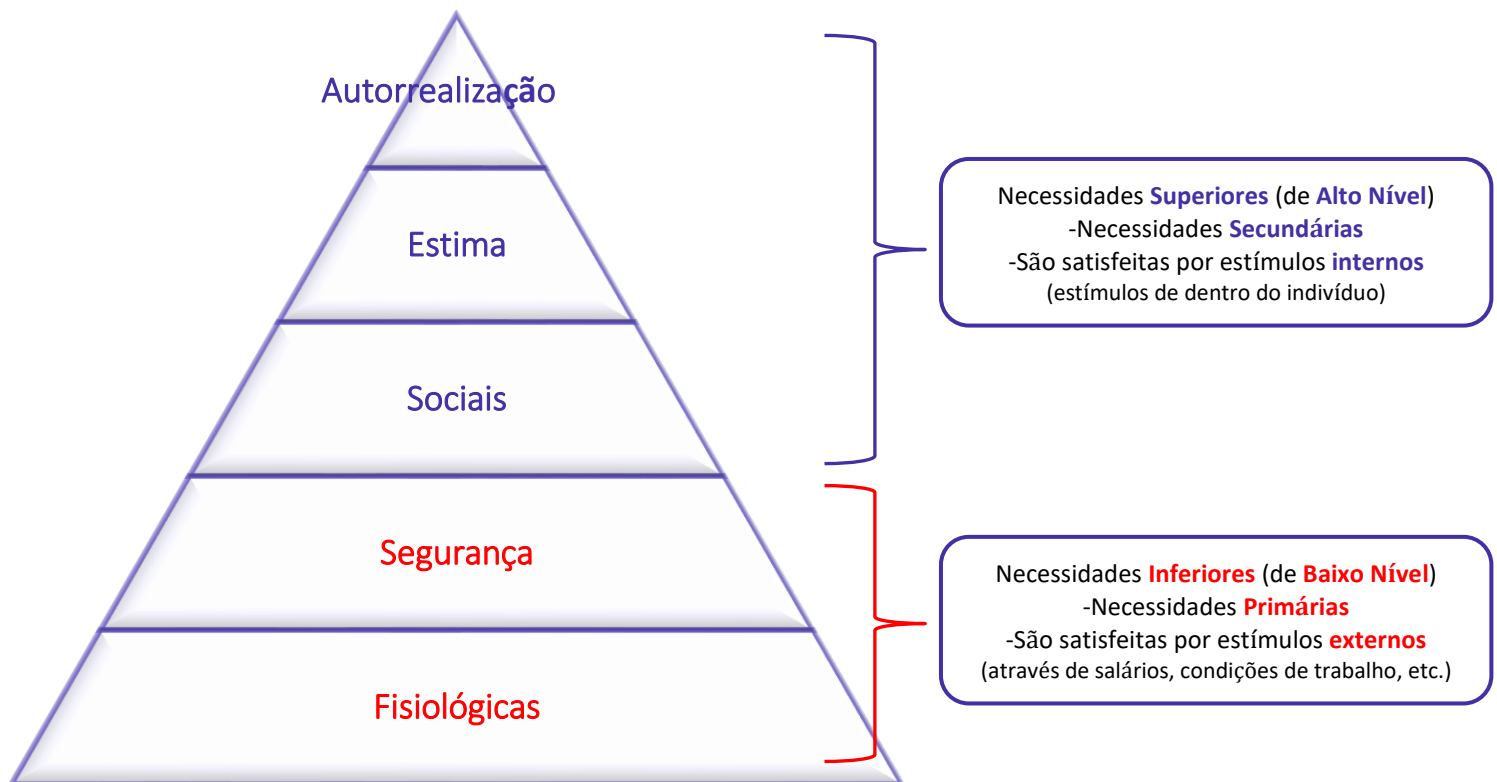 Autorrealização
Estima
Sociais
Segurança
Fisiológicas
Necessidades Superiores (de Alto Nível)
-Necessidades Secundárias
-São satisfeitas por estímulos internos
(estímulos de dentro do indivíduo)
Necessidades Inferiores (de Baixo Nível)
-Necessidades Primárias
-São satisfeitas por estímulos externos
(através de salários, condições de trabalho, etc.)